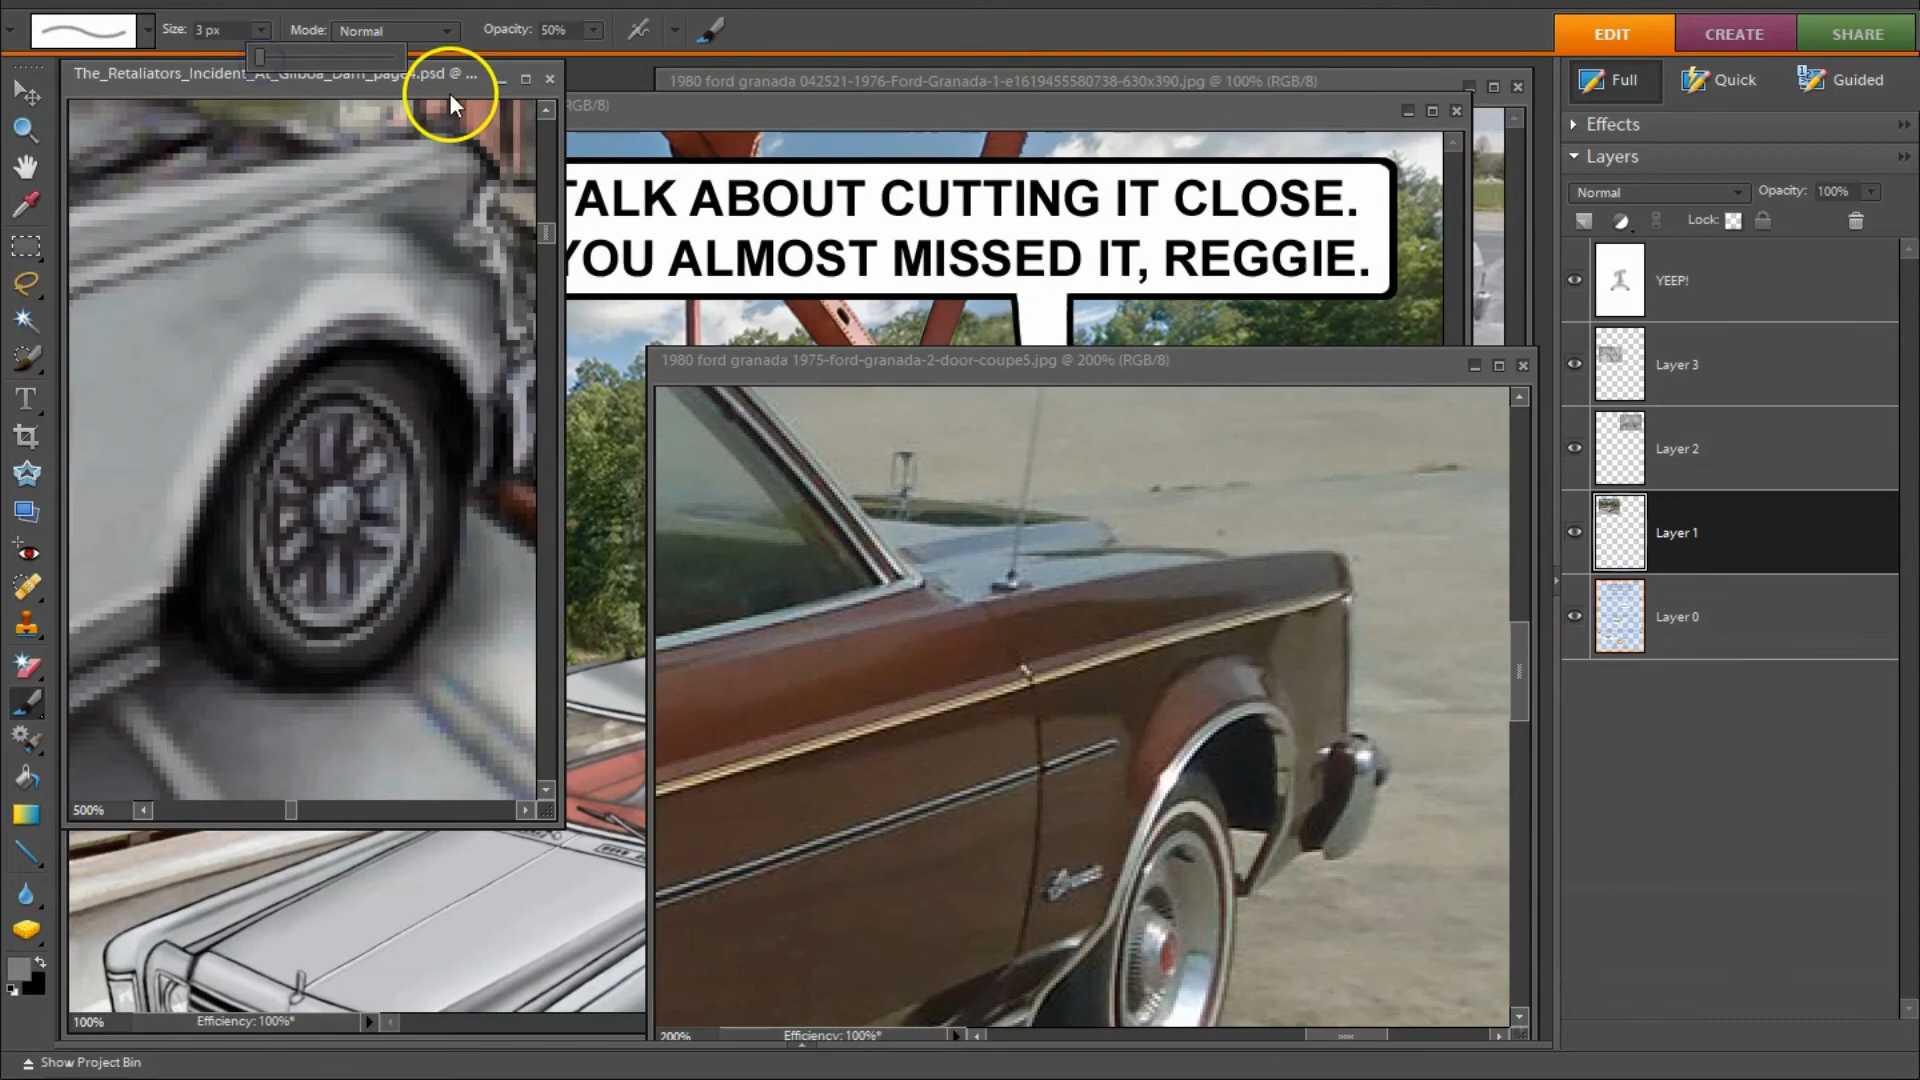 Size: 3 px
Mode: Normal
Opacity: 50%
EDIT
CREATE
SHARE
The_Retaliators_Incident_At_Gilboa_Dam_page4.psd @ ...
1980 ford granada 042521-1976-Ford-Granada-1-e1619455580738-630x390.jpg @ 100% (RGB/8)
RGB/8)
Full
Quick
Guided
Effects
Layers
Normal
Opacity: 100%
Lock:
TALK ABOUT CUTTING IT CLOSE.
YOU ALMOST MISSED IT, REGGIE.
YEEP!
Layer 3
1980 ford granada 1975-ford-granada-2-door-coupe5.jpg @ 200% (RGB/8)
Layer 2
Layer 1
Layer 0
500%
100%
Efficiency: 100%*
200%
Efficiency: 100%*
Show Project Bin